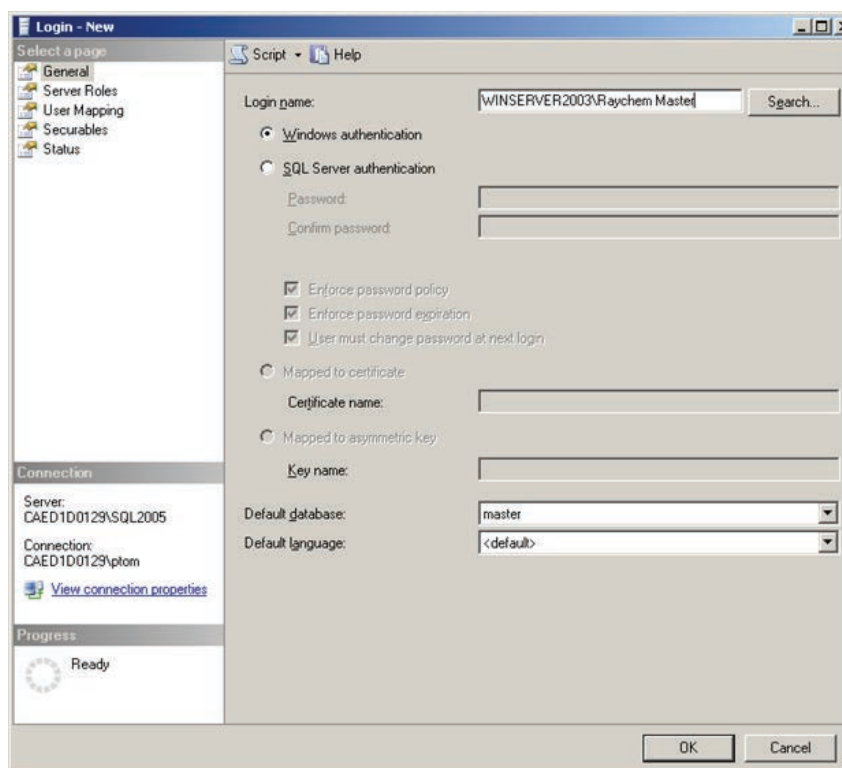 Login - New
Select a page
General
Server Roles
User Mapping
Securables
Status
Script
Help
Login name:
WINSERVER2003\Raychem Master
Search...
Windows authentication
SQL Server authentication
Password:
Confirm password:
Enforce password policy
Enforce password expiration
User must change password at next login
Mapped to certificate
Certificate name:
Mapped to asymmetric key
Key name:
Default database:
master
Default language:
<default>
Connection
Server:
CAED1D0129\SQL2005
Connection:
CAED1D0129\ptom
View connection properties
Progress
Ready
OK
Cancel